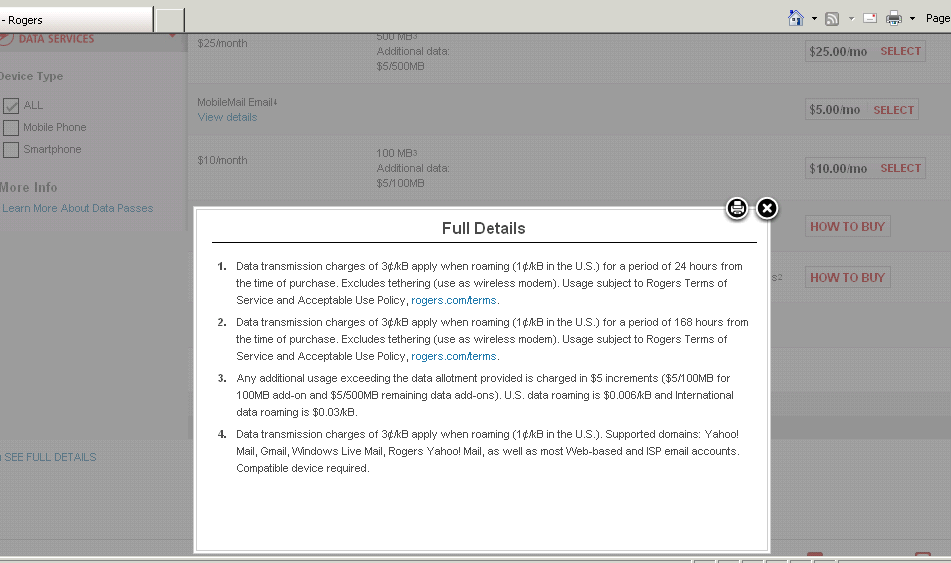 - Rogers
Page
DATA SERVICES
Device Type
ALL
Mobile Phone
Smartphone
More Info
Learn More About Data Passes
SEE FULL DETAILS
$25/month
500 MB3
Additional data:
$5/500MB
$25.00/mo SELECT
MobileMail Email4
View details
$5.00/mo SELECT
$10/month
100 MB3
Additional data:
$5/100MB
$10.00/mo SELECT
HOW TO BUY
s2
HOW TO BUY
Full Details
1. Data transmission charges of 3¢/kB apply when roaming (1¢/kB in the U.S.) for a period of 24 hours from
the time of purchase. Excludes tethering (use as wireless modem). Usage subject to Rogers Terms of
Service and Acceptable Use Policy, rogers.com/terms.
2. Data transmission charges of 3¢/kB apply when roaming (1¢/kB in the U.S.) for a period of 168 hours from
the time of purchase. Excludes tethering (use as wireless modem). Usage subject to Rogers Terms of
Service and Acceptable Use Policy, rogers.com/terms.
3. Any additional usage exceeding the data allotment provided is charged in $5 increments ($5/100MB for
100MB add-on and $5/500MB remaining data add-ons). U.S. data roaming is $0.006/kB and International
data roaming is $0.03/kB.
4. Data transmission charges of 3¢/kB apply when roaming (1¢/kB in the U.S.). Supported domains: Yahoo!
Mail, Gmail, Windows Live Mail, Rogers Yahoo! Mail, as well as most Web-based and ISP email accounts.
Compatible device required.